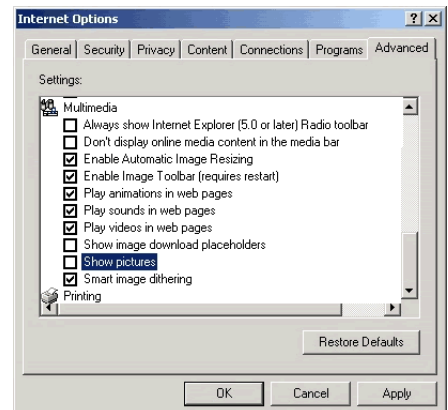 Internet Options
General Security Privacy Content Connections Programs Advanced
Settings:
Multimedia
Always show Internet Explorer (5.0 or later) Radio toolbar
Don't display online media content in the media bar
Enable Automatic Image Resizing
Enable Image Toolbar (requires restart)
Play animations in web pages
Play sounds in web pages
Play videos in web pages
Show image download placeholders
Show pictures
Smart image dithering
Printing
Restore Defaults
OK Cancel Apply